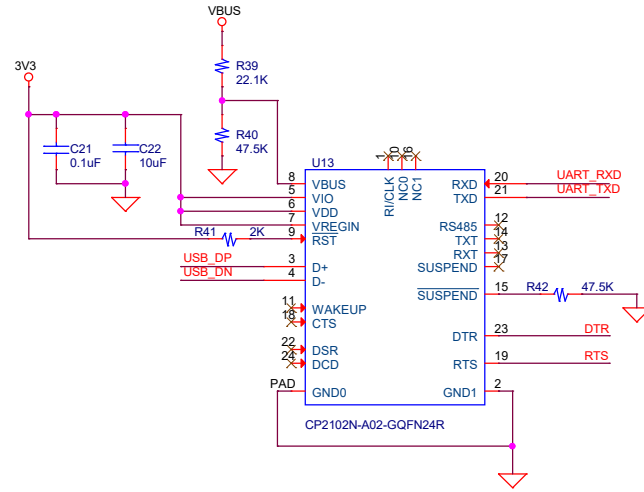 VBUS
3V3
R39
22.1K
R40
47.5K
C21
0.1uF
C22
10uF
U13
1
10
16
RI/CLK
NC0
NC1
8 VBUS
5 VIO
6 VDD
7 VREGIN
R41 2K 9 RST
USB_DP 3 D+
USB_DN 4 D-
11 WAKEUP
18 CTS
22 DSR
24 DCD
PAD GND0
RXD 20 UART_RXD
TXD 21 UART_TXD
RS485 12
TXT 14
RXT 13
SUSPEND 17
SUSPEND 15 R42 47.5K
DTR 23 DTR
RTS 19 RTS
GND1 2
CP2102N-A02-GQFN24R